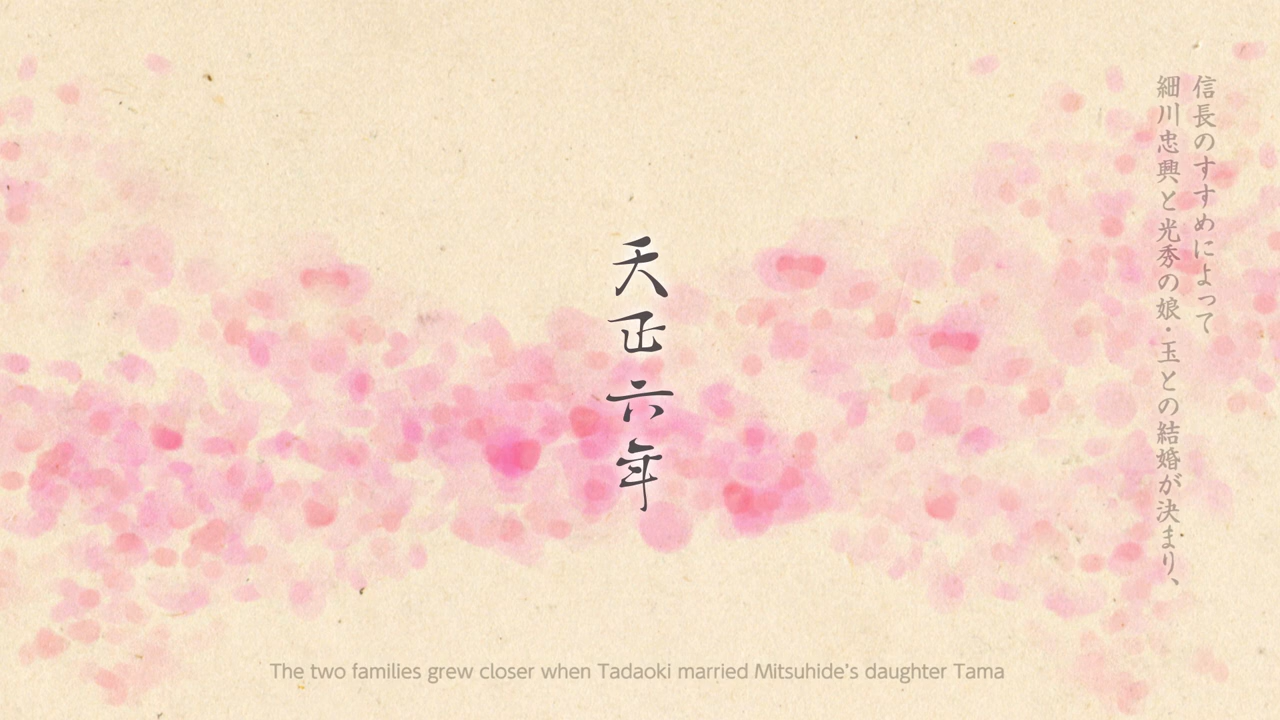 信長のすすめによって
細川忠興と光秀の娘・玉との結婚が決まり、
天正六年
The two families grew closer when Tadaoki married Mitsuhide's daughter Tama